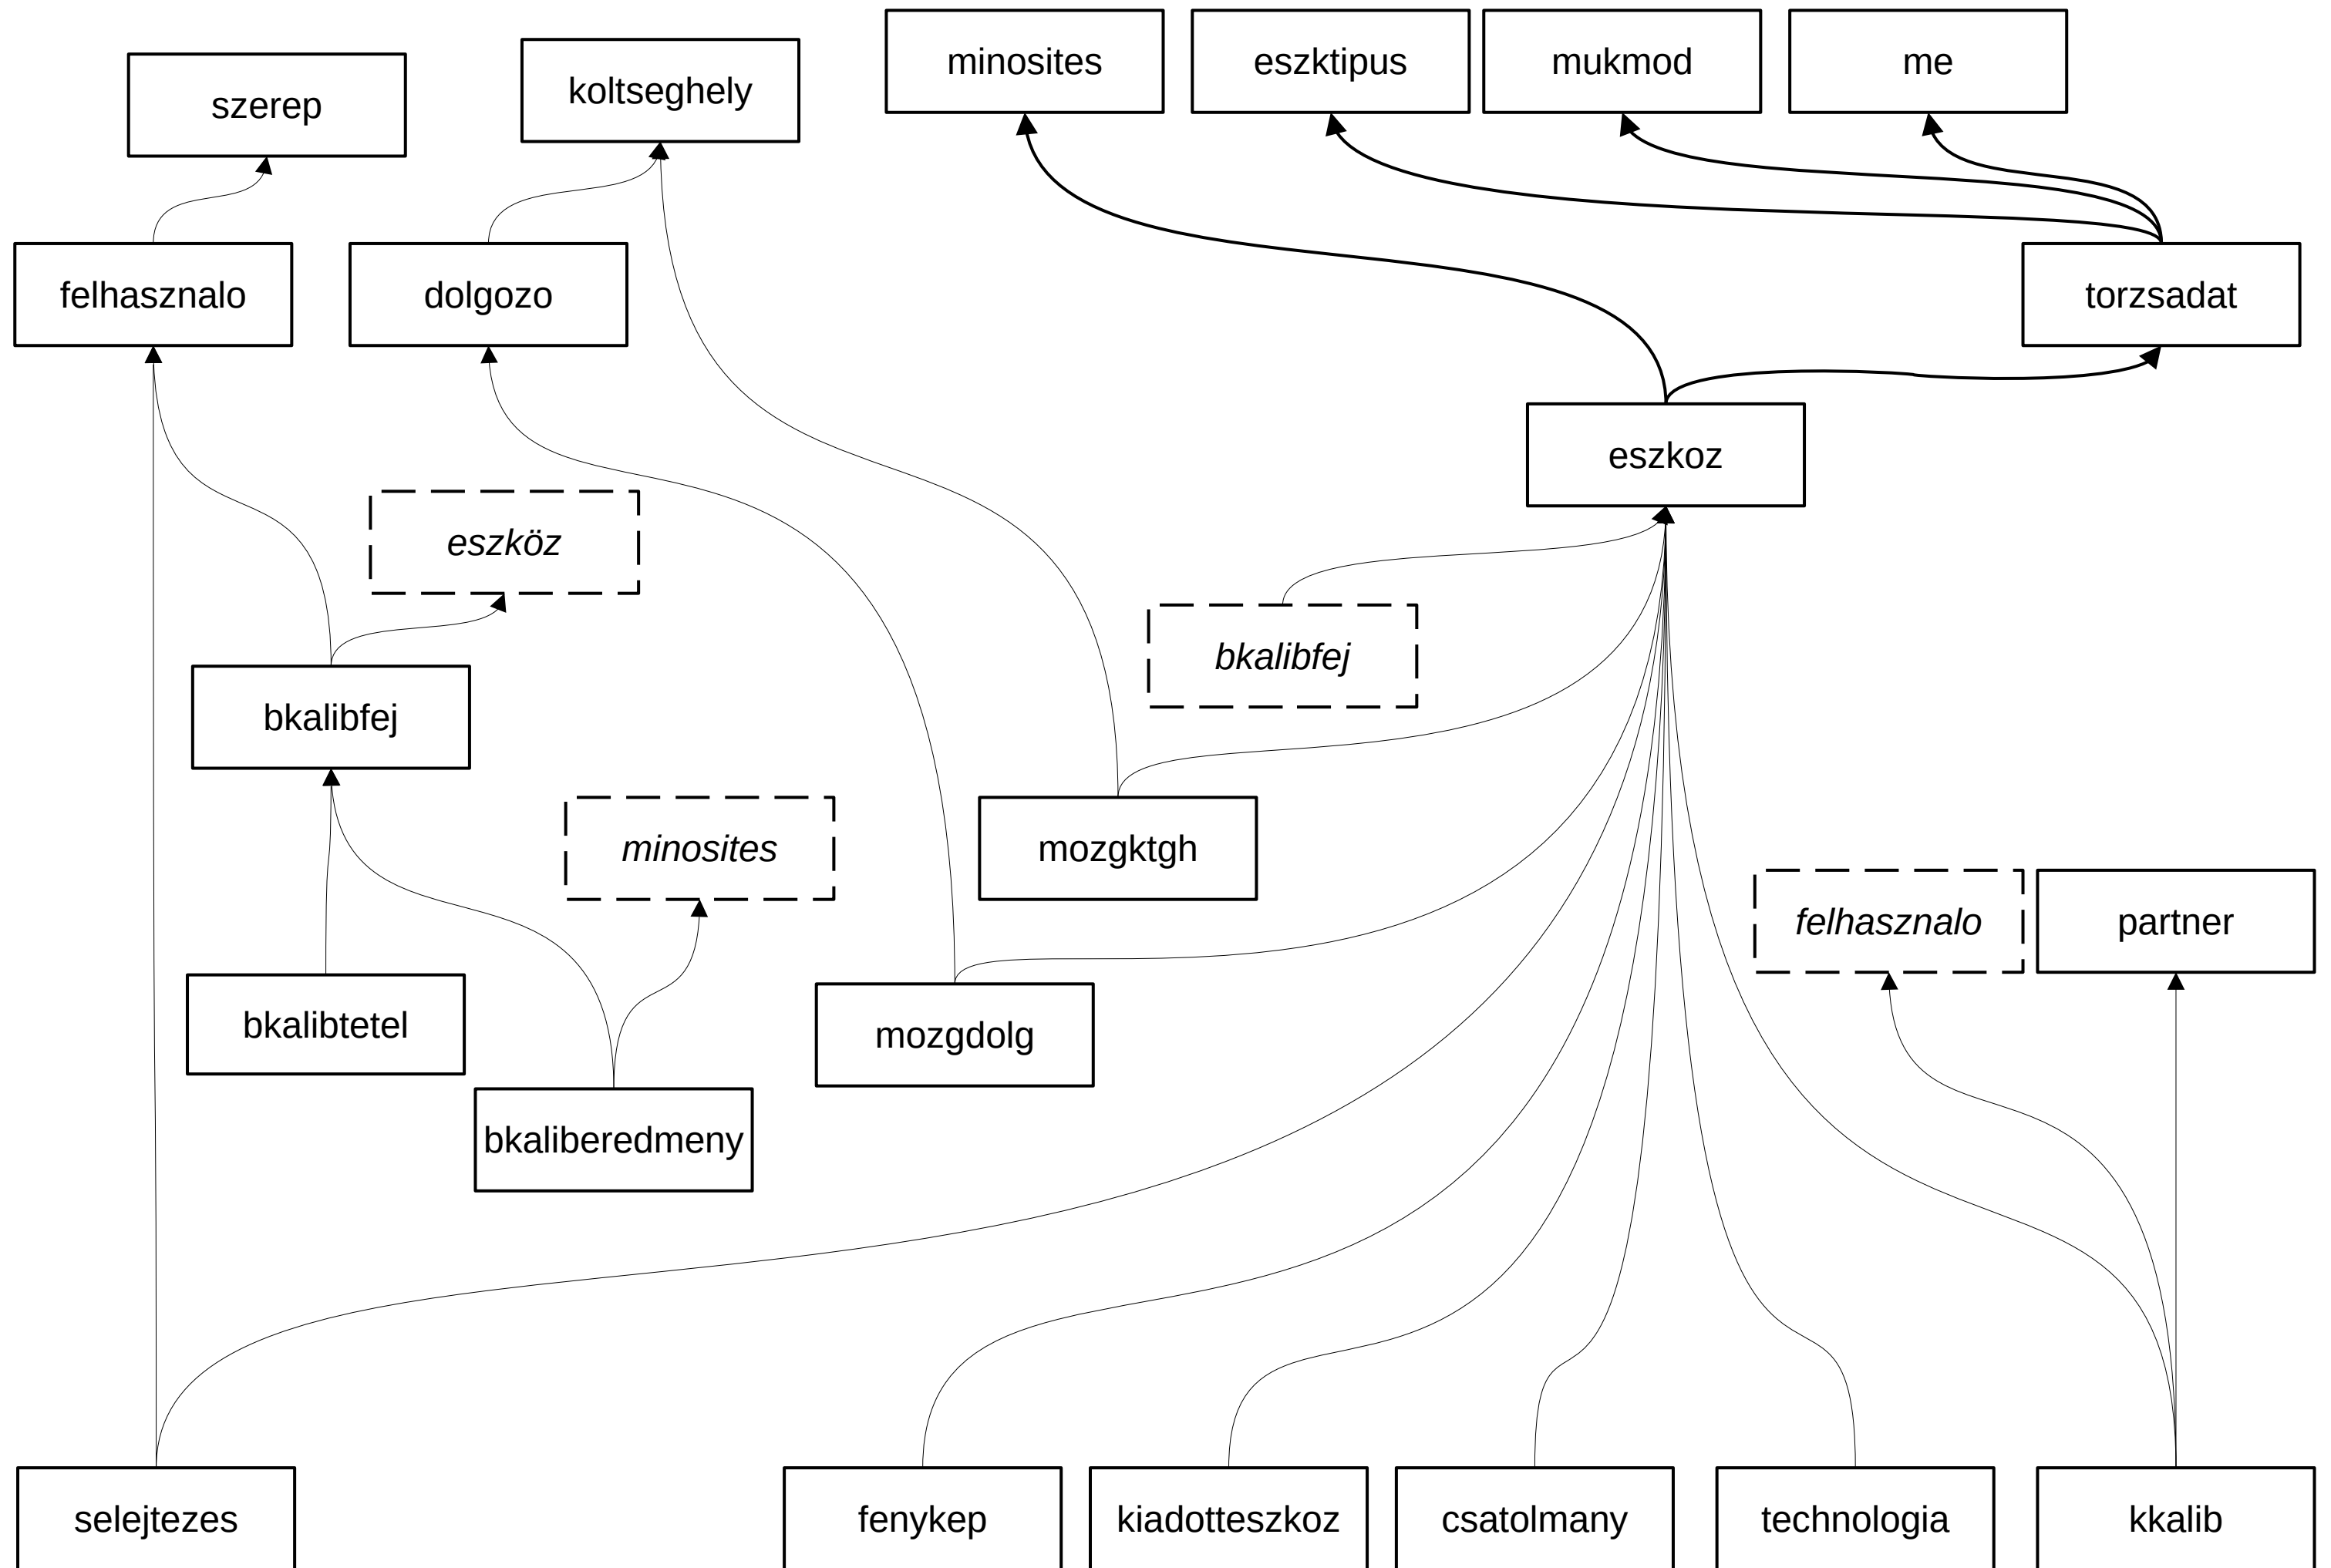 minosites
eszktipus
mukmod
me
szerep
koltseghely
felhasznalo
dolgozo
torzsadat
eszkoz
eszköz
bkalibfej
bkalibfej
minosites
mozgktgh
felhasznalo
partner
bkalibtetel
mozgdolg
bkaliberedmeny
selejtezes
fenykep
kiadotteszkoz
csatolmany
technologia
kkalib